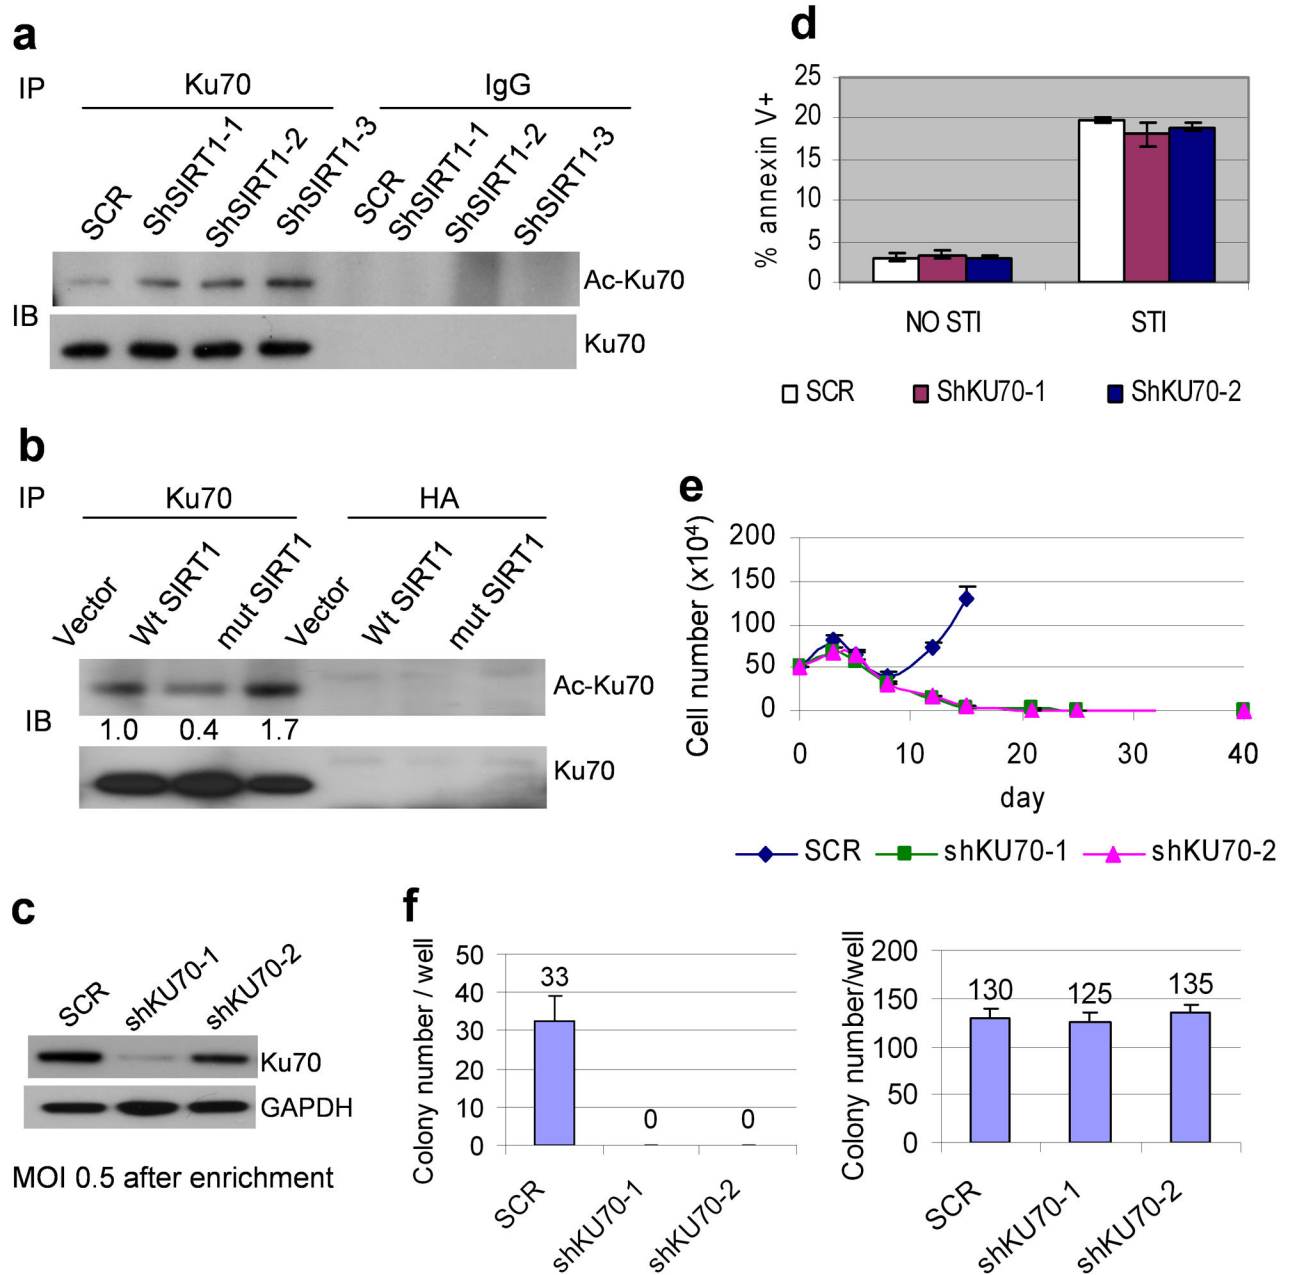 a
IP Ku70 IgG
SCR ShSIRT1-1 ShSIRT1-2 ShSIRT1-3 SCR ShSIRT1-1 ShSIRT1-2 ShSIRT1-3
Ac-Ku70
IB
Ku70
b
IP Ku70 HA
Vector Wt SIRT1 mut SIRT1 Vector Wt SIRT1 mut SIRT1
Ac-Ku70
IB 1.0 0.4 1.7
Ku70
c
SCR shKU70-1 shKU70-2
Ku70
GAPDH
MOI 0.5 after enrichment
d
% annexin V+
25
20
15
10
5
0
NO STI STI
SCR ShKU70-1 ShKU70-2
e
Cell number (x10⁴)
200
150
100
50
0
0 10 20 30 40
day
SCR shKU70-1 shKU70-2
f
Colony number / well
50
40
30
20
10
0
33 0 0
SCR shKU70-1 shKU70-2
Colony number/well
200
150
100
50
0
130 125 135
SCR shKU70-1 shKU70-2